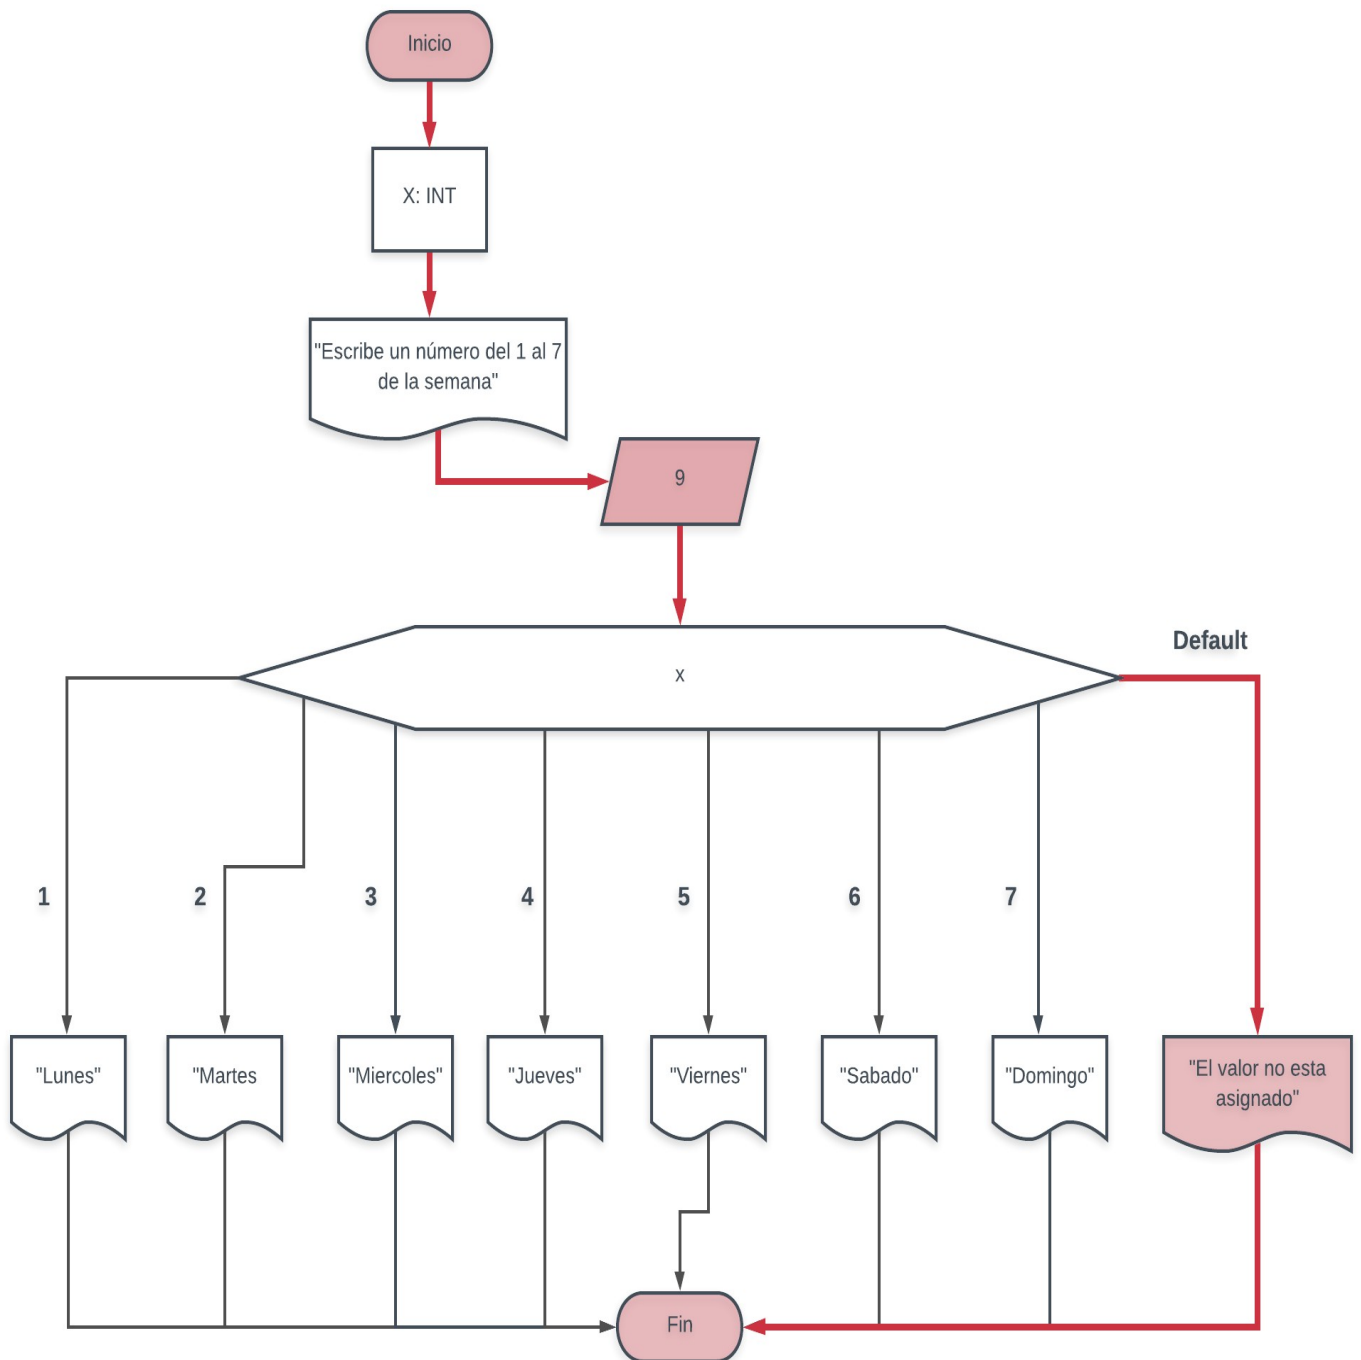 Inicio
X: INT
"Escribe un número del 1 al 7
de la semana"
9
x
Default
1
2
3
4
5
6
7
"Lunes"
"Martes
"Miercoles"
"Jueves"
"Viernes"
"Sabado"
"Domingo"
"El valor no esta
asignado"
Fin